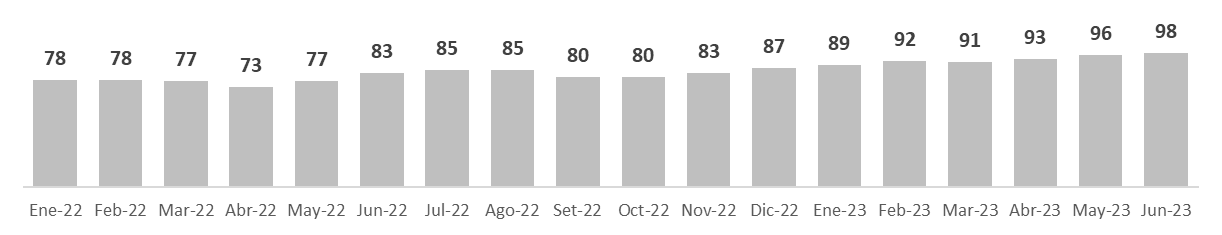 78 78 77 73 77 83 85 85 80 80 83 87 89 92 91 93 96 98
Ene-22 Feb-22 Mar-22 Abr-22 May-22 Jun-22 Jul-22 Ago-22 Set-22 Oct-22 Nov-22 Dic-22 Ene-23 Feb-23 Mar-23 Abr-23 May-23 Jun-23